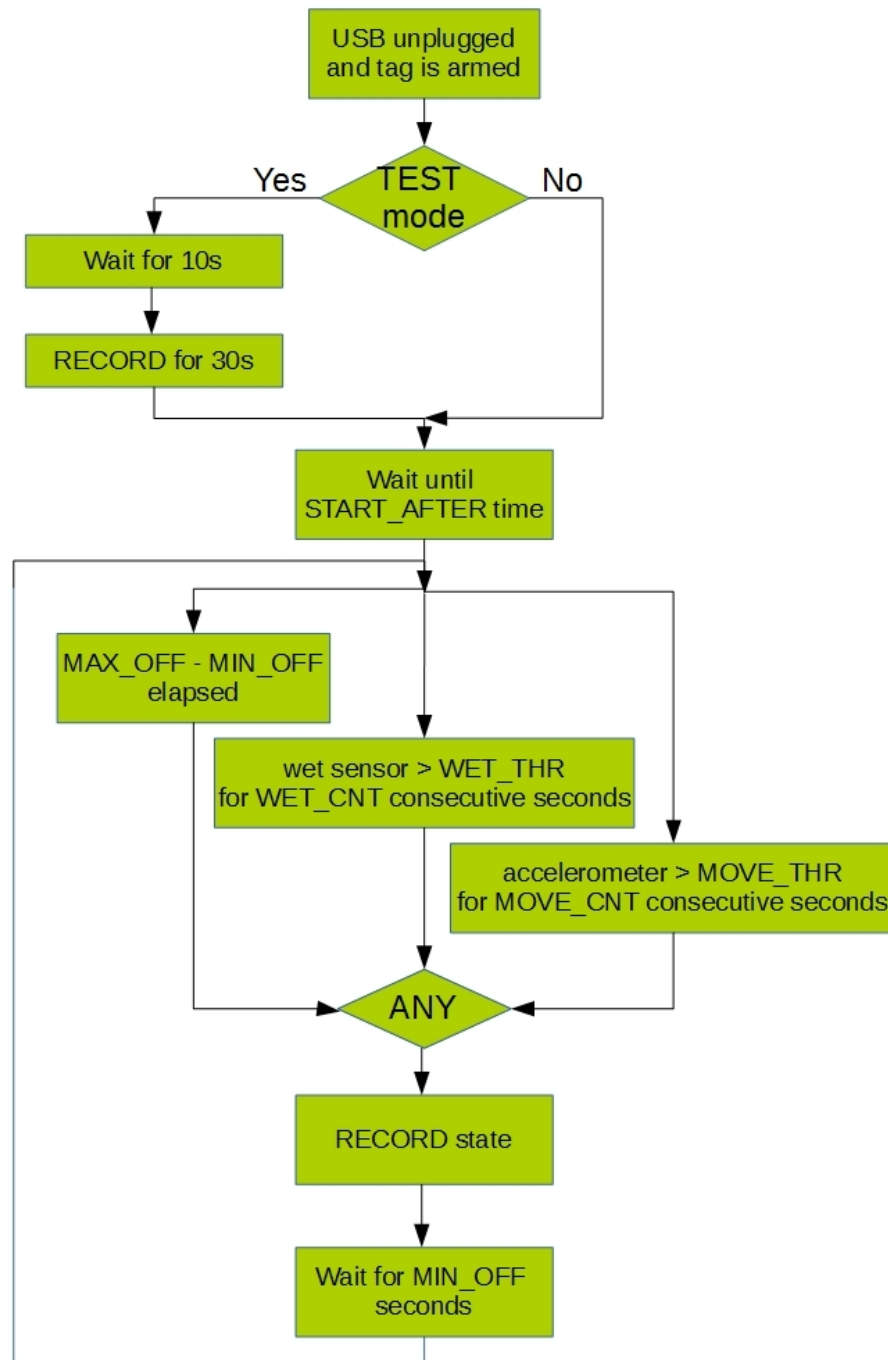 USB unplugged
and tag is armed
Yes
TEST
mode
No
Wait for 10s
RECORD for 30s
Wait until
START_AFTER time
MAX_OFF - MIN_OFF
elapsed
wet sensor > WET_THR
for WET_CNT consecutive seconds
accelerometer > MOVE_THR
for MOVE_CNT consecutive seconds
ANY
RECORD state
Wait for MIN_OFF
seconds